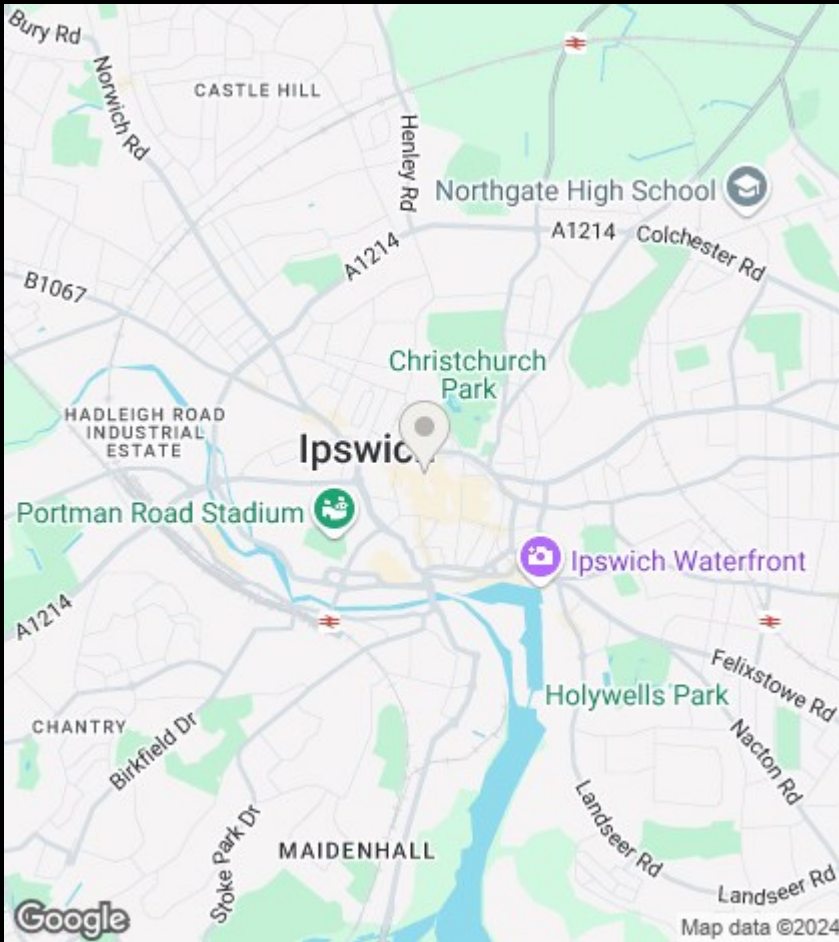 Bury Rd
Norwich Rd
CASTLE HILL
Henley Rd
Northgate High School
A1214
A1214
Colchester Rd
B1067
Christchurch
Park
HADLEIGH ROAD
INDUSTRIAL
ESTATE
Ipswich
Portman Road Stadium
Ipswich Waterfront
A1214
Felixstowe Rd
Holywells Park
CHANTRY
Birkfield Dr
Nacton Rd
Stoke Park Dr
MAIDENHALL
Landseer Rd
Landseer Rd
Google
Map data ©2024